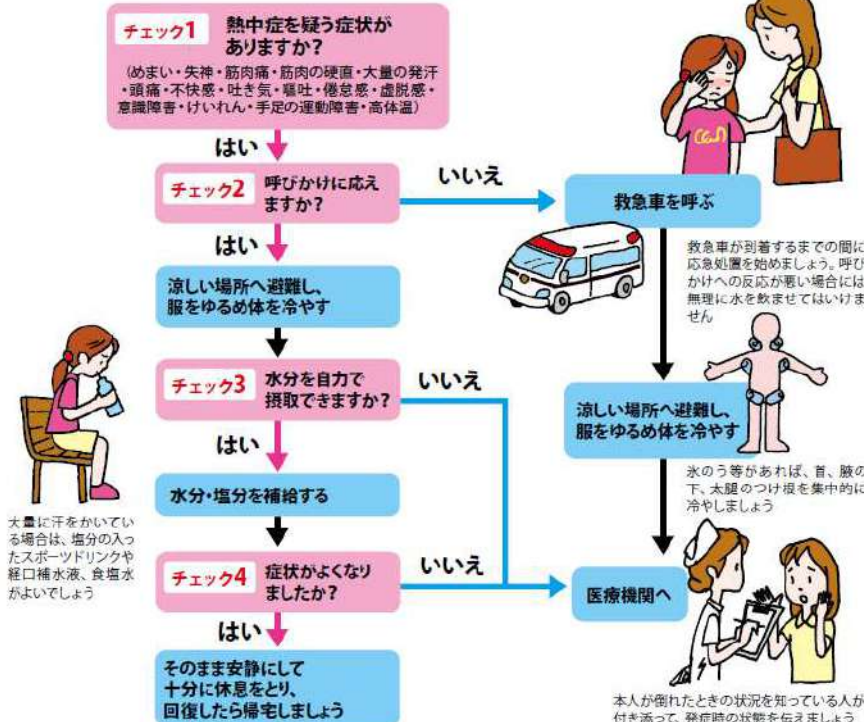 チェック1 熱中症を疑う症状が
ありますか?
(めまい・失神・筋肉痛・筋肉の硬直・大量の発汗
・頭痛・不快感・吐き気・嘔吐・倦怠感・虚脱感・
意識障害・けいれん・手足の運動障害・高体温)
はい
チェック2 呼びかけに応え
ますか?
いいえ
救急車を呼ぶ
救急車が到着するまでの間に
応急処置を始めましょう。呼び
かけへの反応が悪い場合には
無理に水を飲ませてはいけま
せん
はい
涼しい場所へ避難し、
服をゆるめ体を冷やす
チェック3 水分を自力で
摂取できますか?
いいえ
涼しい場所へ避難し、
服をゆるめ体を冷やす
氷のう等があれば、首、腋の
下、太腿のつけ根を集中的に
冷やしましょう
はい
水分・塩分を補給する
大量に汗をかいてい
る場合は、塩分の入っ
たスポーツドリンクや
経口補水液、食塩水
がよいでしょう
チェック4 症状がよくなり
ましたか?
いいえ
医療機関へ
はい
そのまま安静にして
十分に休息をとり、
回復したら帰宅しましょう
本人が倒れたときの状況を知っている人が
付き添って、発症時の状態を伝えましょう